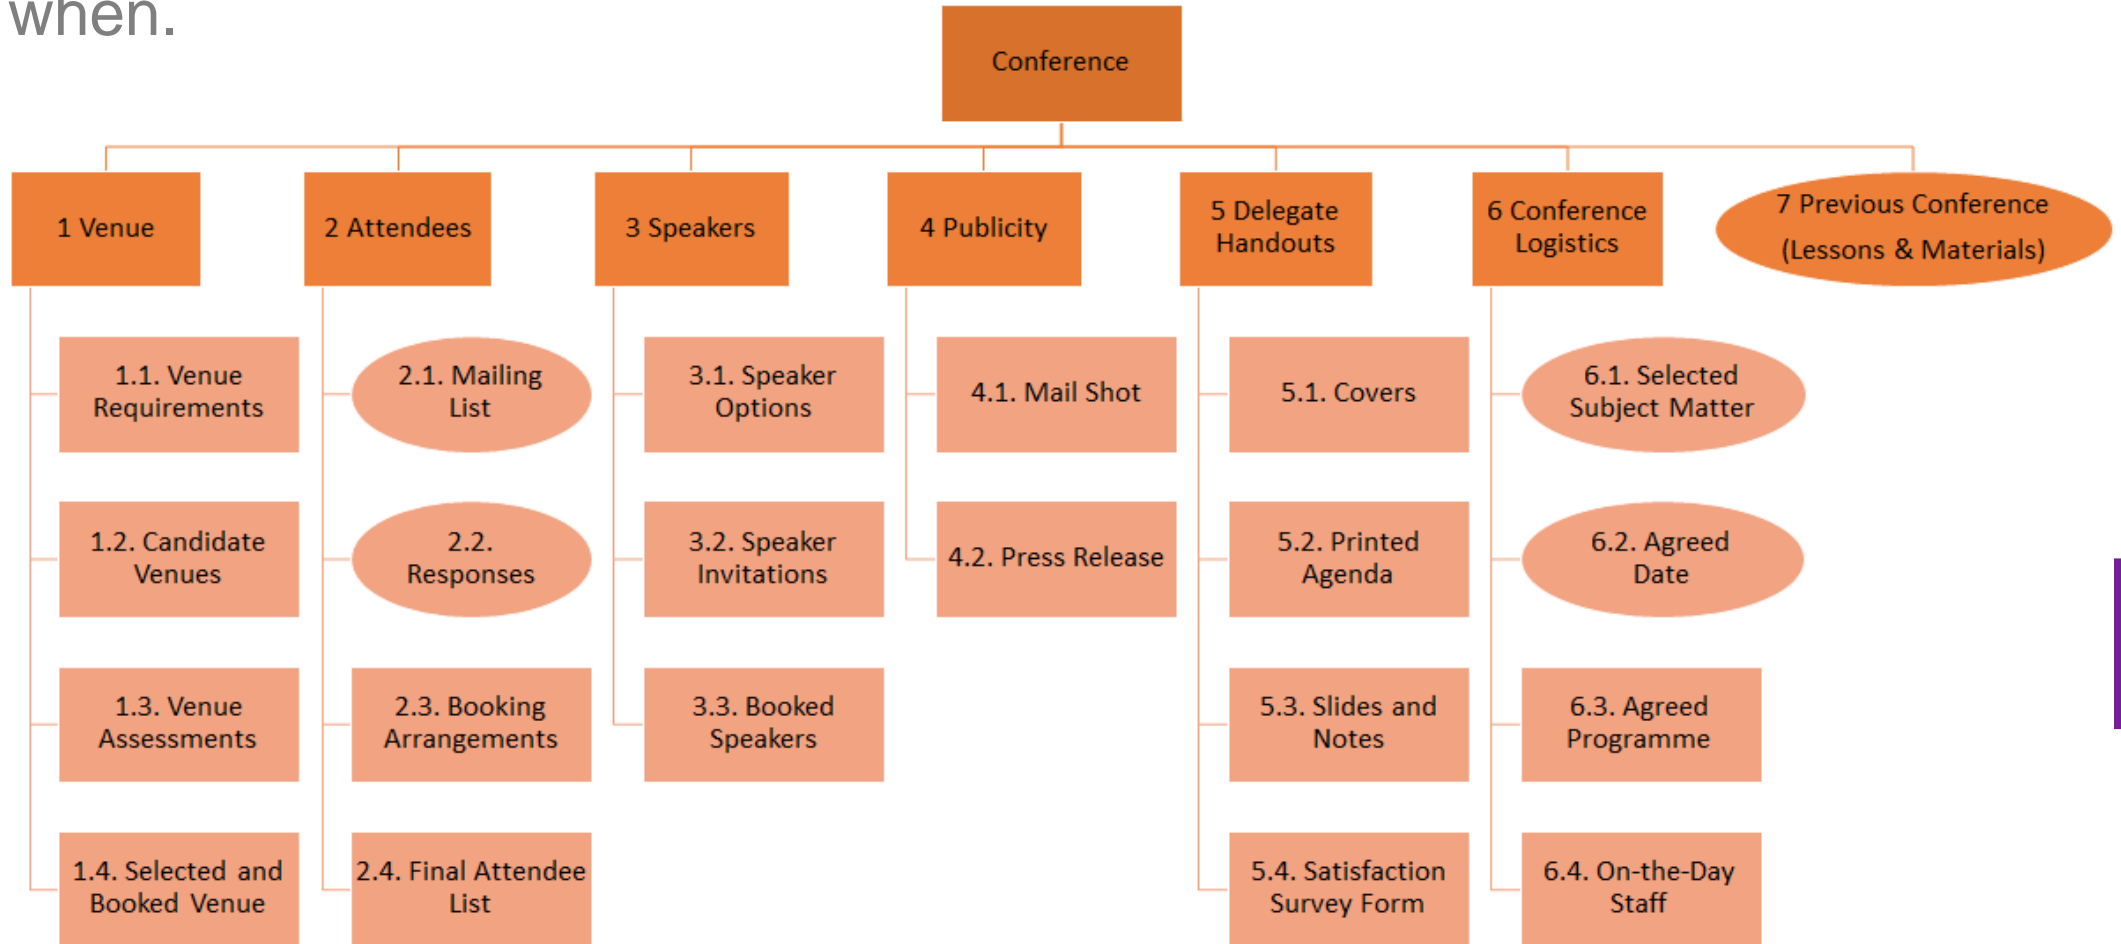 when.
Conference
1 Venue
2 Attendees
3 Speakers
4 Publicity
5 Delegate
Handouts
6 Conference
Logistics
7 Previous Conference
(Lessons & Materials)
1.1. Venue
Requirements
2.1. Mailing
List
3.1. Speaker
Options
4.1. Mail Shot
5.1. Covers
6.1. Selected
Subject Matter
1.2. Candidate
Venues
2.2.
Responses
3.2. Speaker
Invitations
4.2. Press Release
5.2. Printed
Agenda
6.2. Agreed
Date
1.3. Venue
Assessments
2.3. Booking
Arrangements
3.3. Booked
Speakers
5.3. Slides and
Notes
6.3. Agreed
Programme
1.4. Selected and
Booked Venue
2.4. Final Attendee
List
5.4. Satisfaction
Survey Form
6.4. On-the-Day
Staff